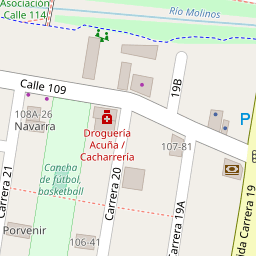 Asociación
Calle 114
Río Molinos
Calle 109
19B
P
108A-26
Navarra
Droguería
Acuña /
Cacharrería
107-81
Cancha
de fútbol,
basketball
Carrera 21
Carrera 20
Carrera 19A
Carrera 19
Porvenir
106-41